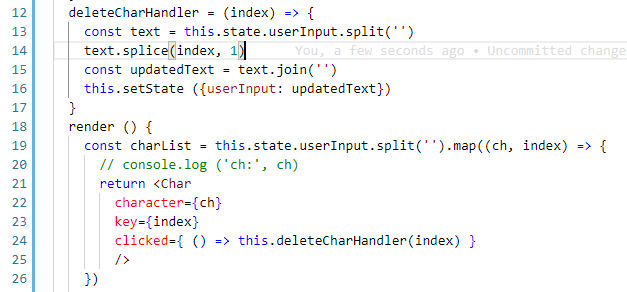 12 deleteCharHandler = (index) => {
13 const text = this.state.userInput.split('')
14 text.splice(index, 1) You, a few seconds ago • Uncommitted change
15 const updatedText = text.join('')
16 this.setState ({userInput: updatedText})
17 }
18 render () {
19 const charList = this.state.userInput.split('').map((ch, index) => {
20 // console.log ('ch:', ch)
21 return <Char
22 character={ch}
23 key={index}
24 clicked={ () => this.deleteCharHandler(index) }
25 />
26 })